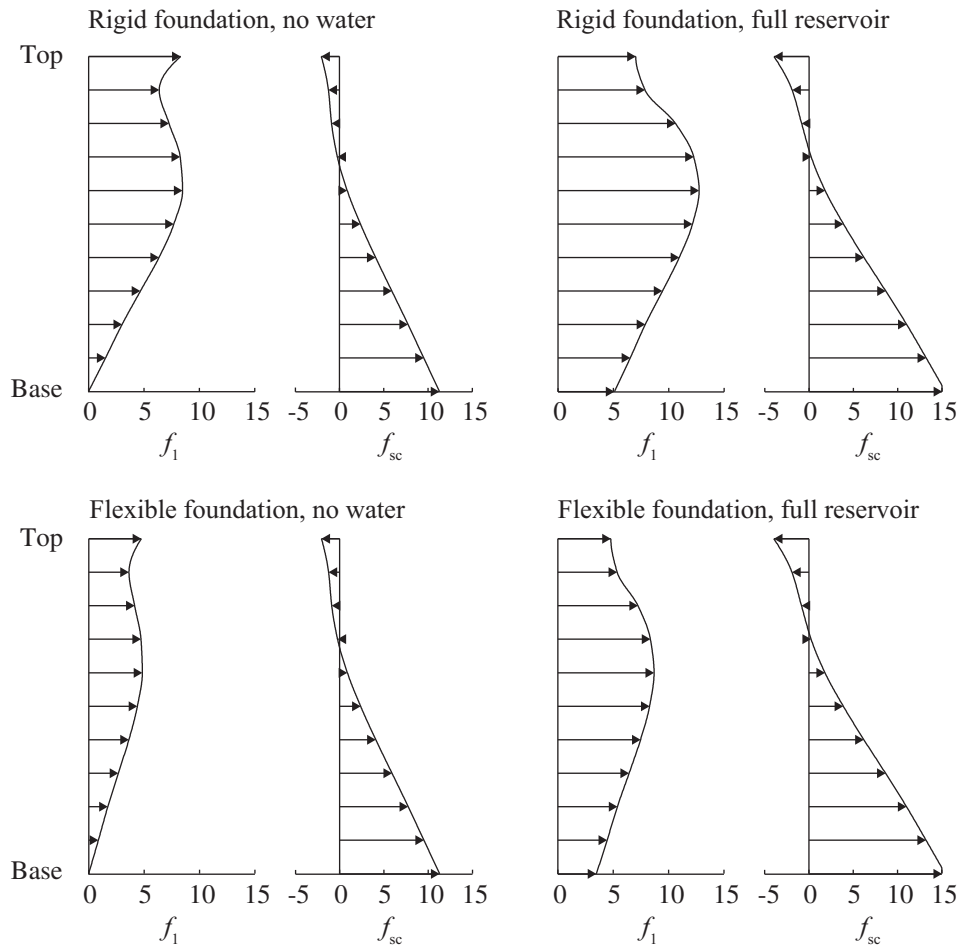 Rigid foundation, no water
Rigid foundation, full reservoir
Top
Base
0 5 10 15 -5 0 5 10 15 0 5 10 15 -5 0 5 10 15
f1 fsc f1 fsc
Flexible foundation, no water
Flexible foundation, full reservoir
Top
Base
0 5 10 15 -5 0 5 10 15 0 5 10 15 -5 0 5 10 15
f1 fsc f1 fsc